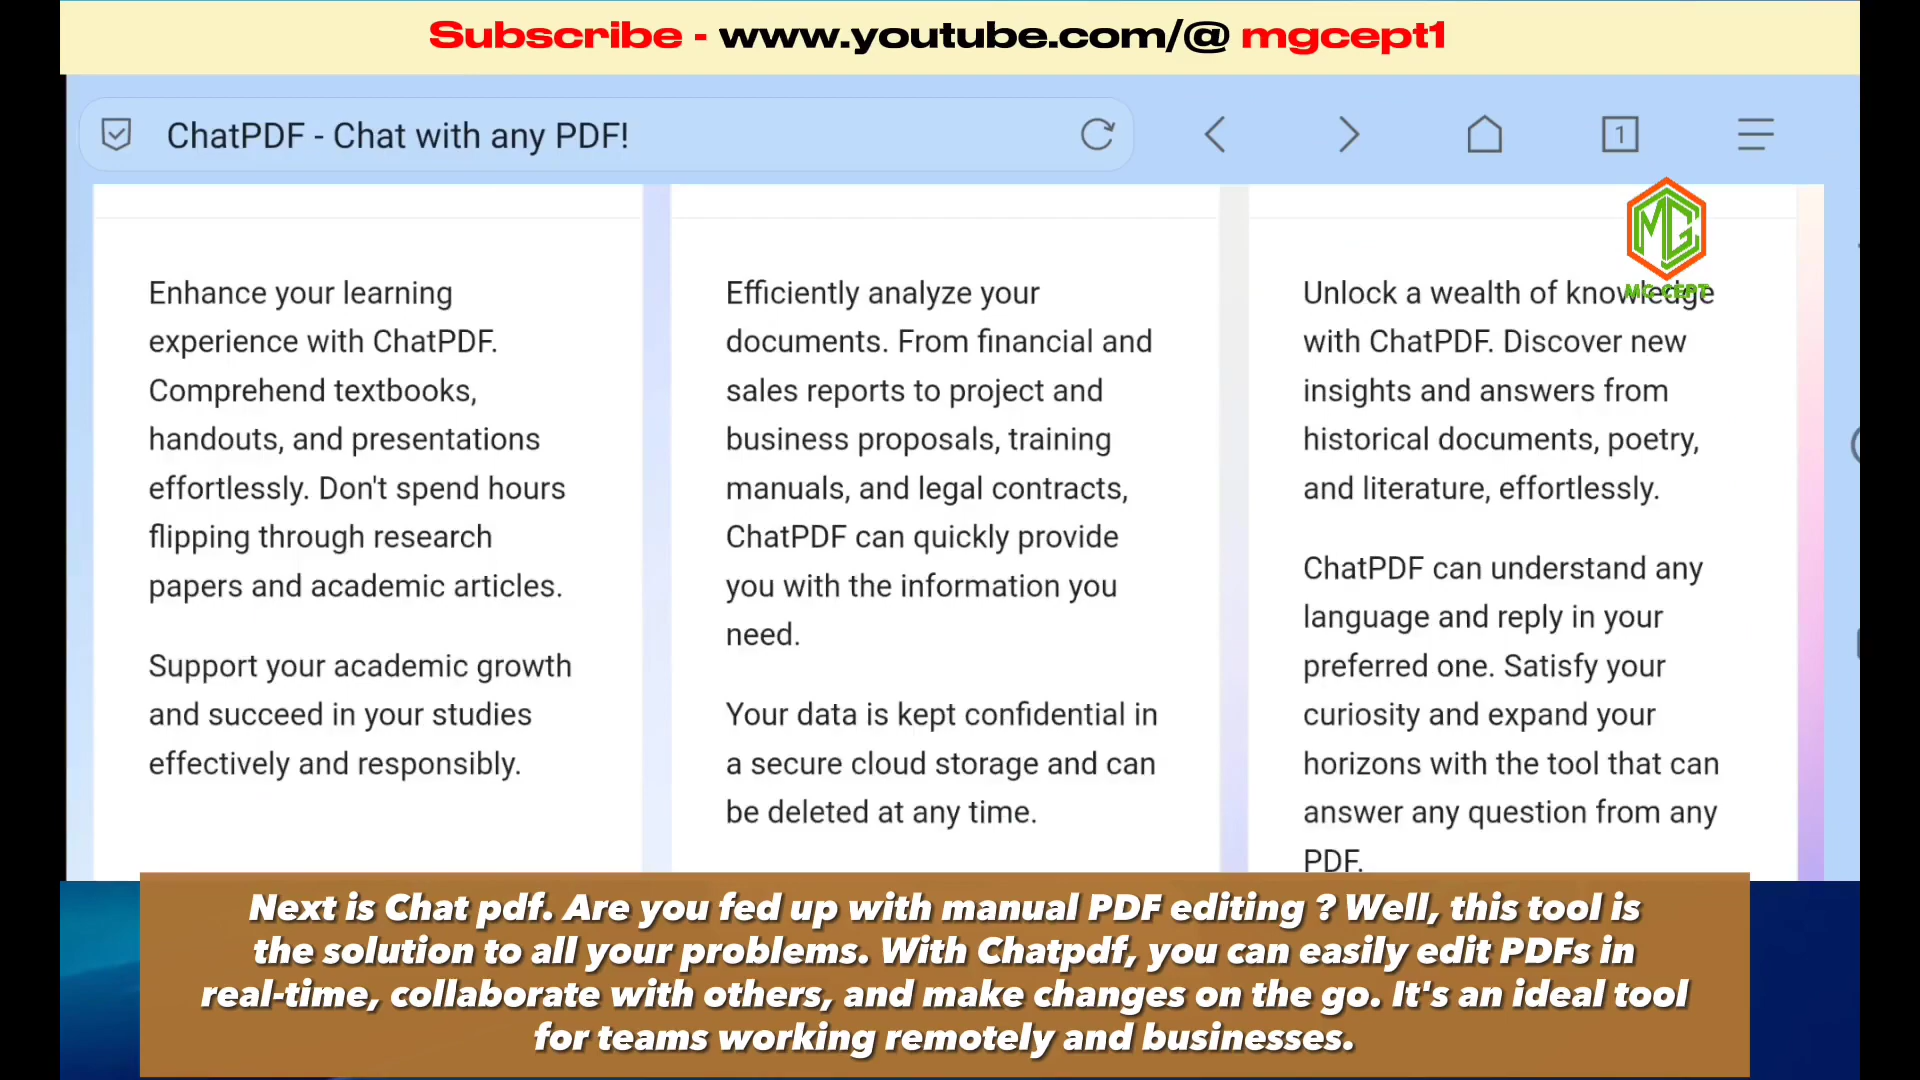 Subscribe - www.youtube.com/@ mgcept1
ChatPDF - Chat with any PDF!
1
MG
MG CEPT
Enhance your learning
experience with ChatPDF.
Comprehend textbooks,
handouts, and presentations
effortlessly. Don't spend hours
flipping through research
papers and academic articles.
Support your academic growth
and succeed in your studies
effectively and responsibly.
Efficiently analyze your
documents. From financial and
sales reports to project and
business proposals, training
manuals, and legal contracts,
ChatPDF can quickly provide
you with the information you
need.
Your data is kept confidential in
a secure cloud storage and can
be deleted at any time.
Unlock a wealth of knowledge
with ChatPDF. Discover new
insights and answers from
historical documents, poetry,
and literature, effortlessly.
ChatPDF can understand any
language and reply in your
preferred one. Satisfy your
curiosity and expand your
horizons with the tool that can
answer any question from any
PDF.
Next is Chat pdf. Are you fed up with manual PDF editing ? Well, this tool is
the solution to all your problems. With Chatpdf, you can easily edit PDFs in
real-time, collaborate with others, and make changes on the go. It's an ideal tool
for teams working remotely and businesses.